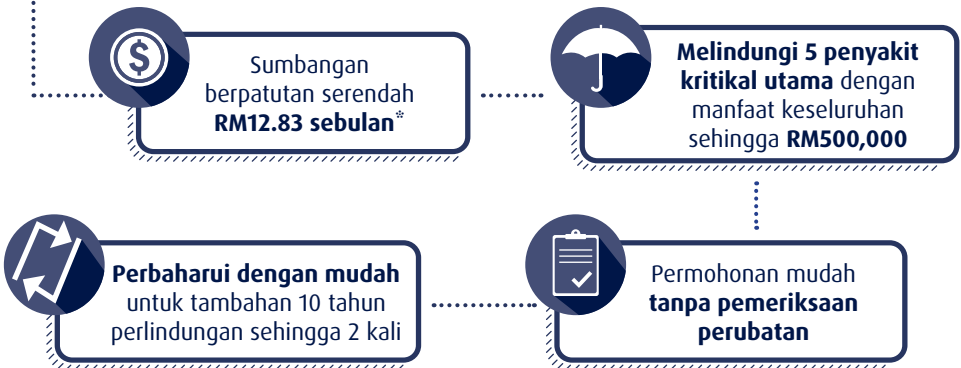 Sumbangan
berpatutan serendah
RM12.83 sebulan*
Melindungi 5 penyakit
kritikal utama dengan
manfaat keseluruhan
sehingga RM500,000
Perbaharui dengan mudah
untuk tambahan 10 tahun
perlindungan sehingga 2 kali
Permohonan mudah
tanpa pemeriksaan
perubatan